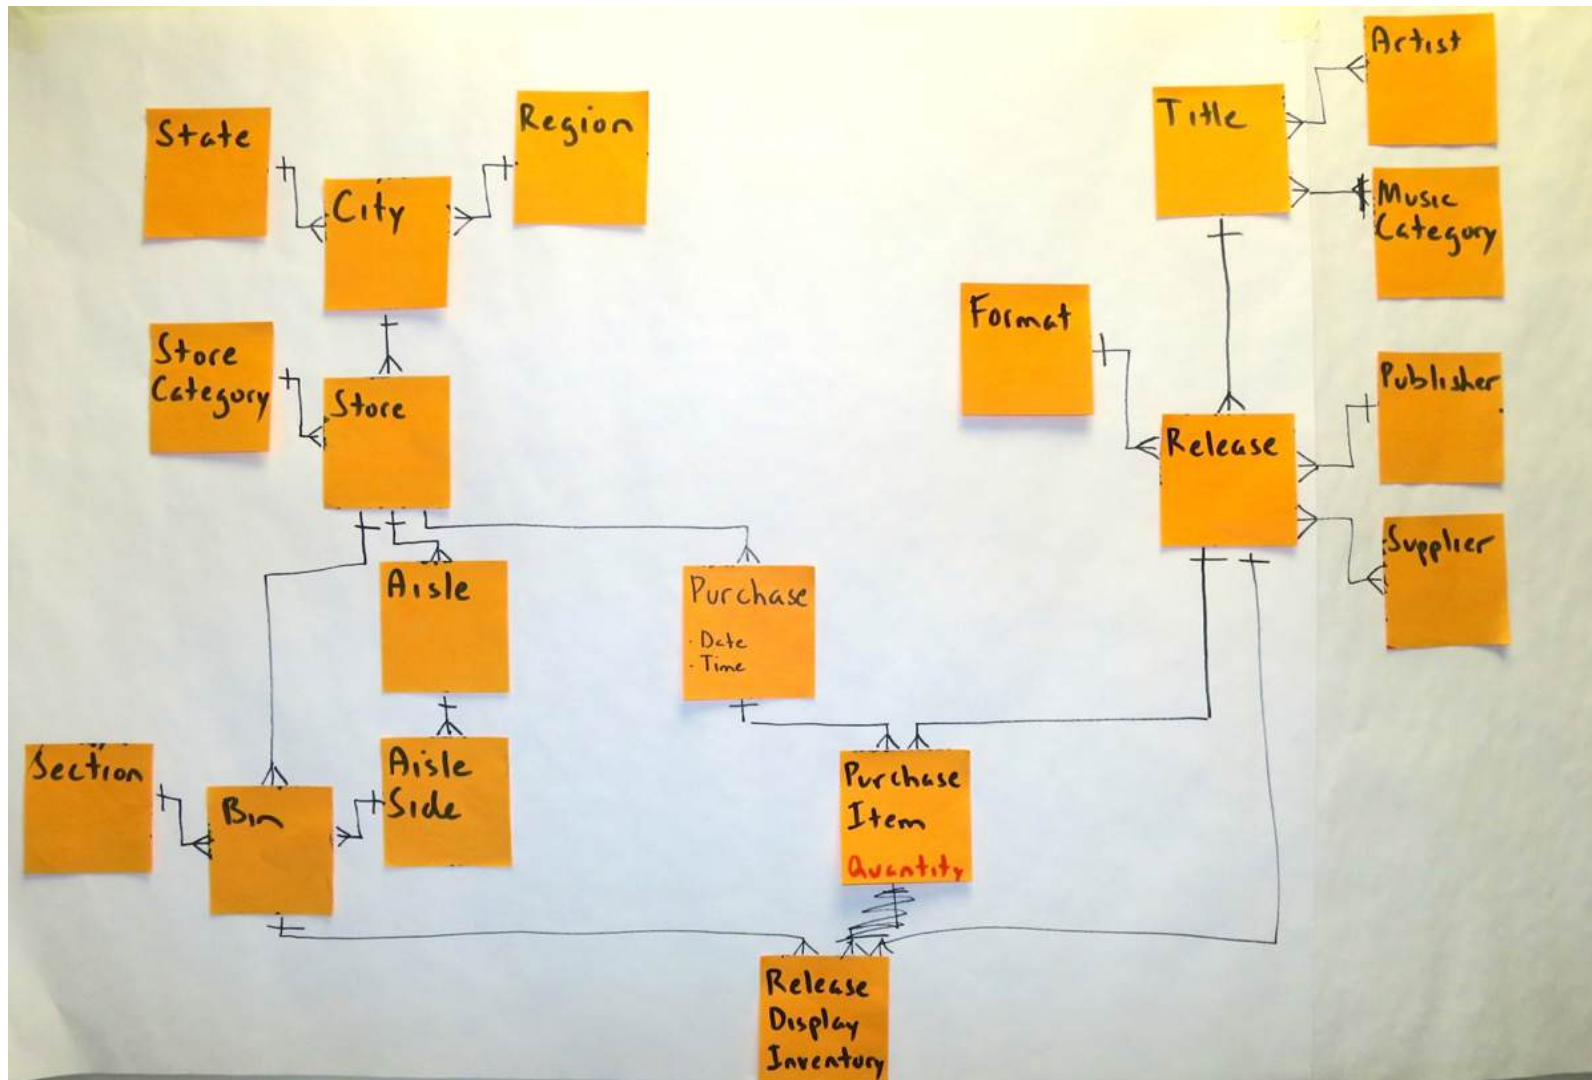 Artist
Title
Region
State
Music
Category
City
Format
Store
Category
Store
Publisher
Release
Supplier
Aisle
Purchase
· Date
· Time
Section
Aisle
Side
Bin
Purchase
Item
Quantity
Release
Display
Inventory